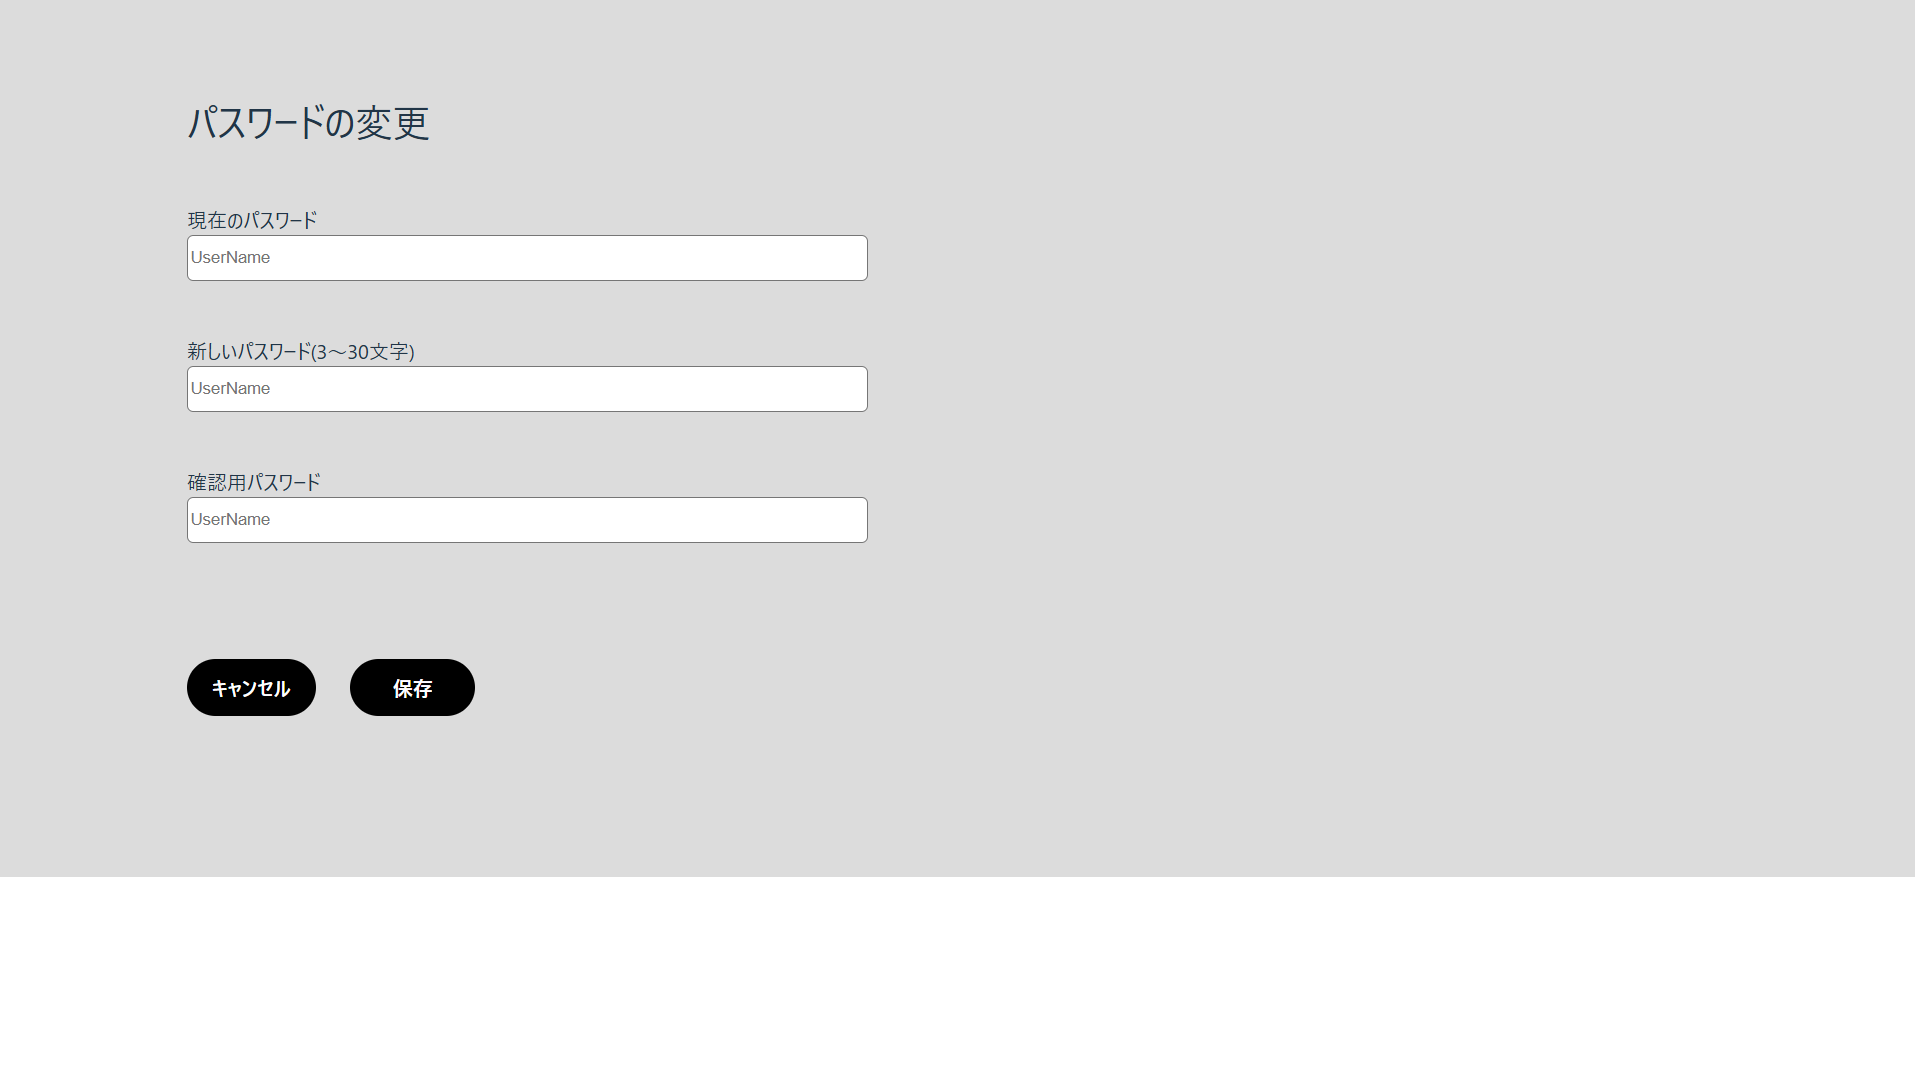 パスワードの変更
現在のパスワード
UserName
新しいパスワード(3～30文字)
UserName
確認用パスワード
UserName
キャンセル
保存